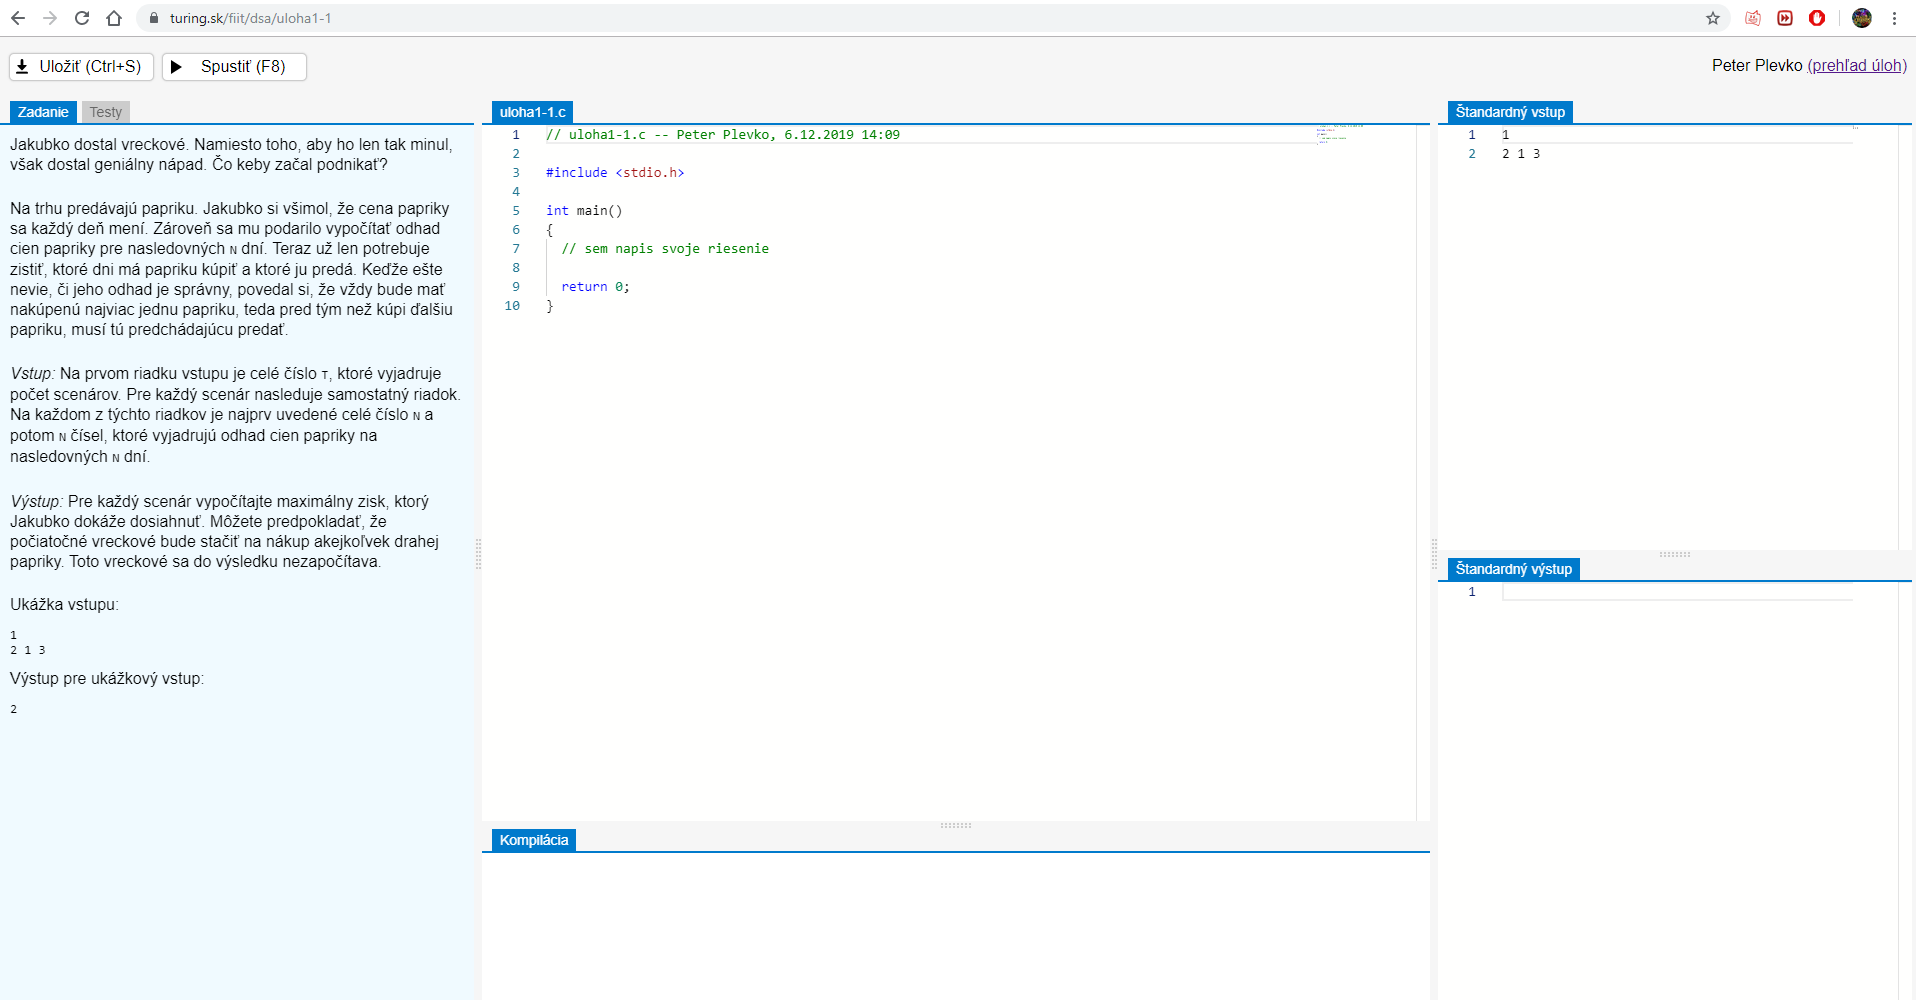 turing.sk/fiit/dsa/uloha1-1
Uložiť (Ctrl+S)
Spustiť (F8)
Peter Plevko (prehľad úloh)
Zadanie
Testy
Jakubko dostal vreckové. Namiesto toho, aby ho len tak minul,
však dostal geniálny nápad. Čo keby začal podnikať?
Na trhu predávajú papriku. Jakubko si všimol, že cena papriky
sa každý deň mení. Zároveň sa mu podarilo vypočítať odhad
cien papriky pre nasledovných N dní. Teraz už len potrebuje
zistiť, ktoré dni má papriku kúpiť a ktoré ju predá. Keďže ešte
nevie, či jeho odhad je správny, povedal si, že vždy bude mať
nakúpenú najviac jednu papriku, teda pred tým než kúpi ďalšiu
papriku, musí tú predchádajúcu predať.
Vstup: Na prvom riadku vstupu je celé číslo T, ktoré vyjadruje
počet scenárov. Pre každý scenár nasleduje samostatný riadok.
Na každom z týchto riadkov je najprv uvedené celé číslo N a
potom N čísel, ktoré vyjadrujú odhad cien papriky na
nasledovných N dní.
Výstup: Pre každý scenár vypočítajte maximálny zisk, ktorý
Jakubko dokáže dosiahnuť. Môžete predpokladať, že
počiatočné vreckové bude stačiť na nákup akejkoľvek drahej
papriky. Toto vreckové sa do výsledku nezapočítava.
Ukážka vstupu:
1
2 1 3
Výstup pre ukážkový vstup:
2
uloha1-1.c
1 // uloha1-1.c -- Peter Plevko, 6.12.2019 14:09
2
3 #include <stdio.h>
4
5 int main()
6 {
7 // sem napis svoje riesenie
8
9 return 0;
10 }
Kompilácia
Štandardný vstup
1 1
2 2 1 3
Štandardný výstup
1